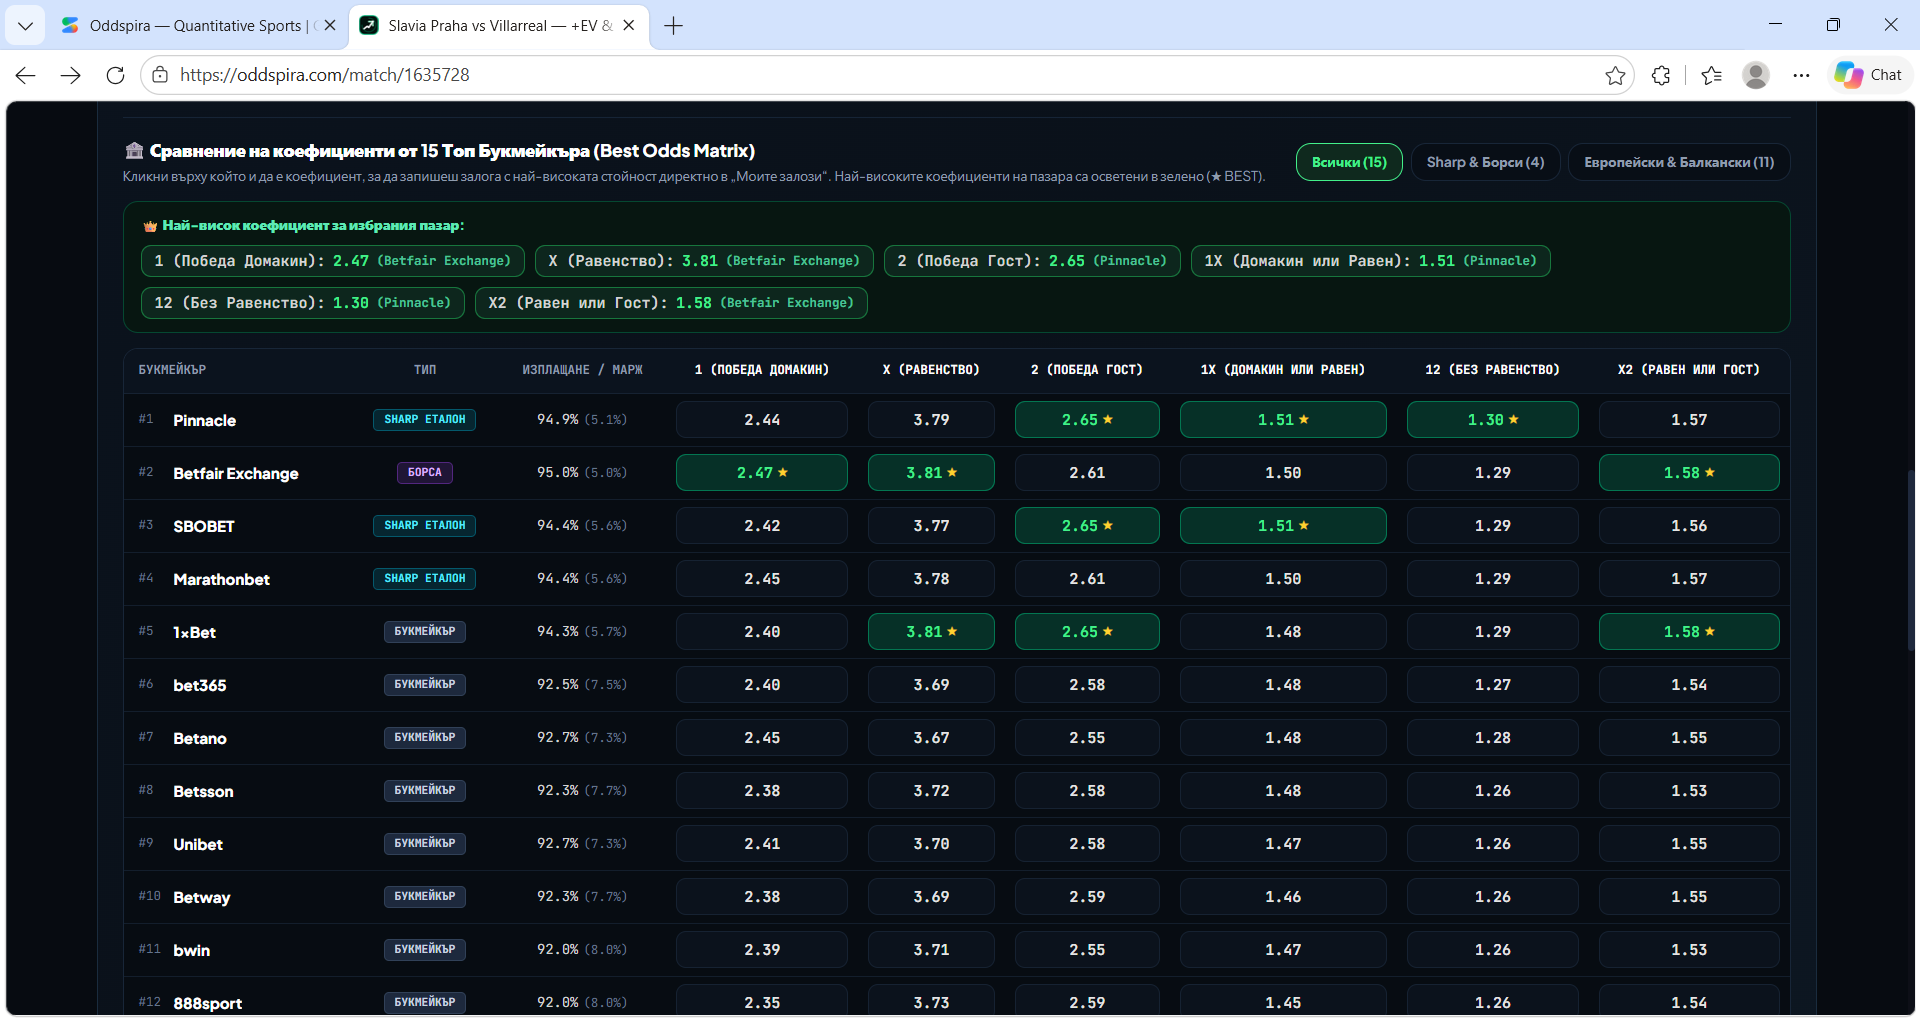 Oddspira — Quantitative Sports |
Slavia Praha vs Villarreal — +EV &
https://oddspira.com/match/1635728
Chat
Сравнение на коефициенти от 15 Топ Букмейкъра (Best Odds Matrix)
Кликни върху който и да е коефициент, за да запишеш залога с най-високата стойност директно в „Моите залози“. Най-високите коефициенти на пазара са осветени в зелено (★ BEST).
Всички (15)
Sharp & Борси (4)
Европейски & Балкански (11)
Най-висок коефициент за избрания пазар:
1 (Победа Домакин): 2.47 (Betfair Exchange)
X (Равенство): 3.81 (Betfair Exchange)
2 (Победа Гост): 2.65 (Pinnacle)
1X (Домакин или Равен): 1.51 (Pinnacle)
12 (Без Равенство): 1.30 (Pinnacle)
X2 (Равен или Гост): 1.58 (Betfair Exchange)
БУКМЕЙКЪР ТИП ИЗПЛАЩАНЕ / МАРЖ 1 (ПОБЕДА ДОМАКИН) X (РАВЕНСТВО) 2 (ПОБЕДА ГОСТ) 1X (ДОМАКИН ИЛИ РАВЕН) 12 (БЕЗ РАВЕНСТВО) X2 (РАВЕН ИЛИ ГОСТ)
#1 Pinnacle SHARP ЕТАЛОН 94.9% (5.1%) 2.44 3.79 2.65 ★ 1.51 ★ 1.30 ★ 1.57
#2 Betfair Exchange БОРСА 95.0% (5.0%) 2.47 ★ 3.81 ★ 2.61 1.50 1.29 1.58 ★
#3 SBOBET SHARP ЕТАЛОН 94.4% (5.6%) 2.42 3.77 2.65 ★ 1.51 ★ 1.29 1.56
#4 Marathonbet SHARP ЕТАЛОН 94.4% (5.6%) 2.45 3.78 2.61 1.50 1.29 1.57
#5 1xBet БУКМЕЙКЪР 94.3% (5.7%) 2.40 3.81 ★ 2.65 ★ 1.48 1.29 1.58 ★
#6 bet365 БУКМЕЙКЪР 92.5% (7.5%) 2.40 3.69 2.58 1.48 1.27 1.54
#7 Betano БУКМЕЙКЪР 92.7% (7.3%) 2.45 3.67 2.55 1.48 1.28 1.55
#8 Betsson БУКМЕЙКЪР 92.3% (7.7%) 2.38 3.72 2.58 1.48 1.26 1.53
#9 Unibet БУКМЕЙКЪР 92.7% (7.3%) 2.41 3.70 2.58 1.47 1.26 1.55
#10 Betway БУКМЕЙКЪР 92.3% (7.7%) 2.38 3.69 2.59 1.46 1.26 1.55
#11 bwin БУКМЕЙКЪР 92.0% (8.0%) 2.39 3.71 2.55 1.47 1.26 1.53
#12 888sport БУКМЕЙКЪР 92.0% (8.0%) 2.35 3.73 2.59 1.45 1.26 1.54